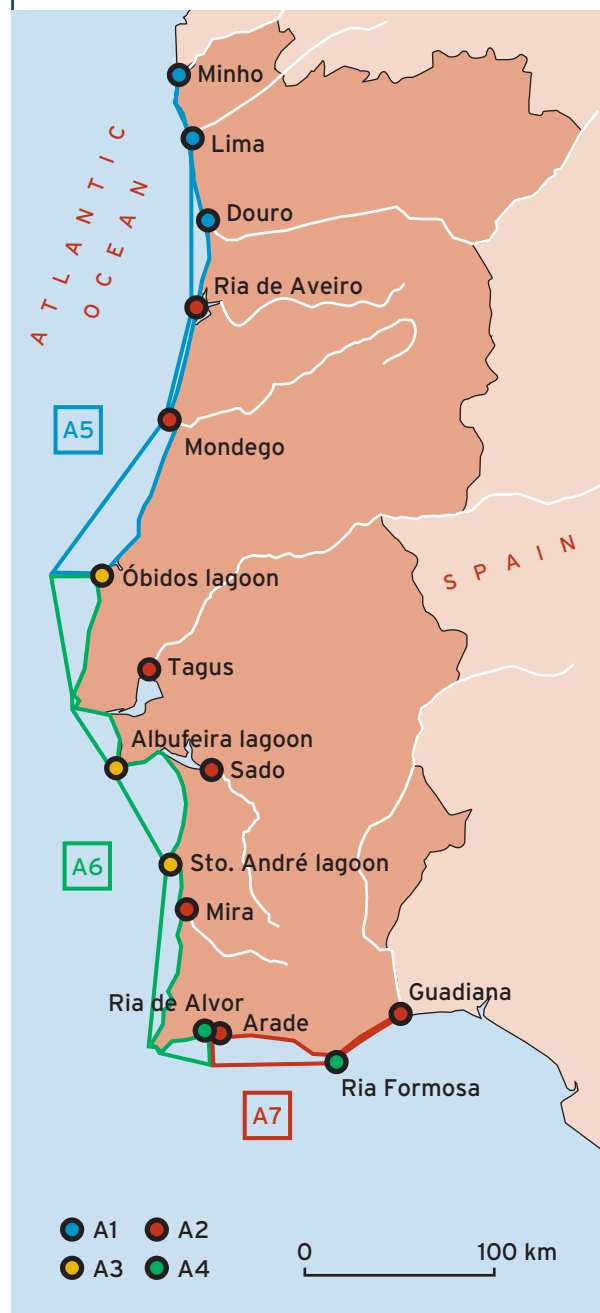 Minho
Lima
ATLANTIC
OCEAN
Douro
Ria de Aveiro
A5
Mondego
SPAIN
Óbidos lagoon
Tagus
Albufeira lagoon
Sado
A6
Sto. André lagoon
Mira
Guadiana
Ria de Alvor
Arade
Ria Formosa
A7
A1 A2
A3 A4
0 100 km